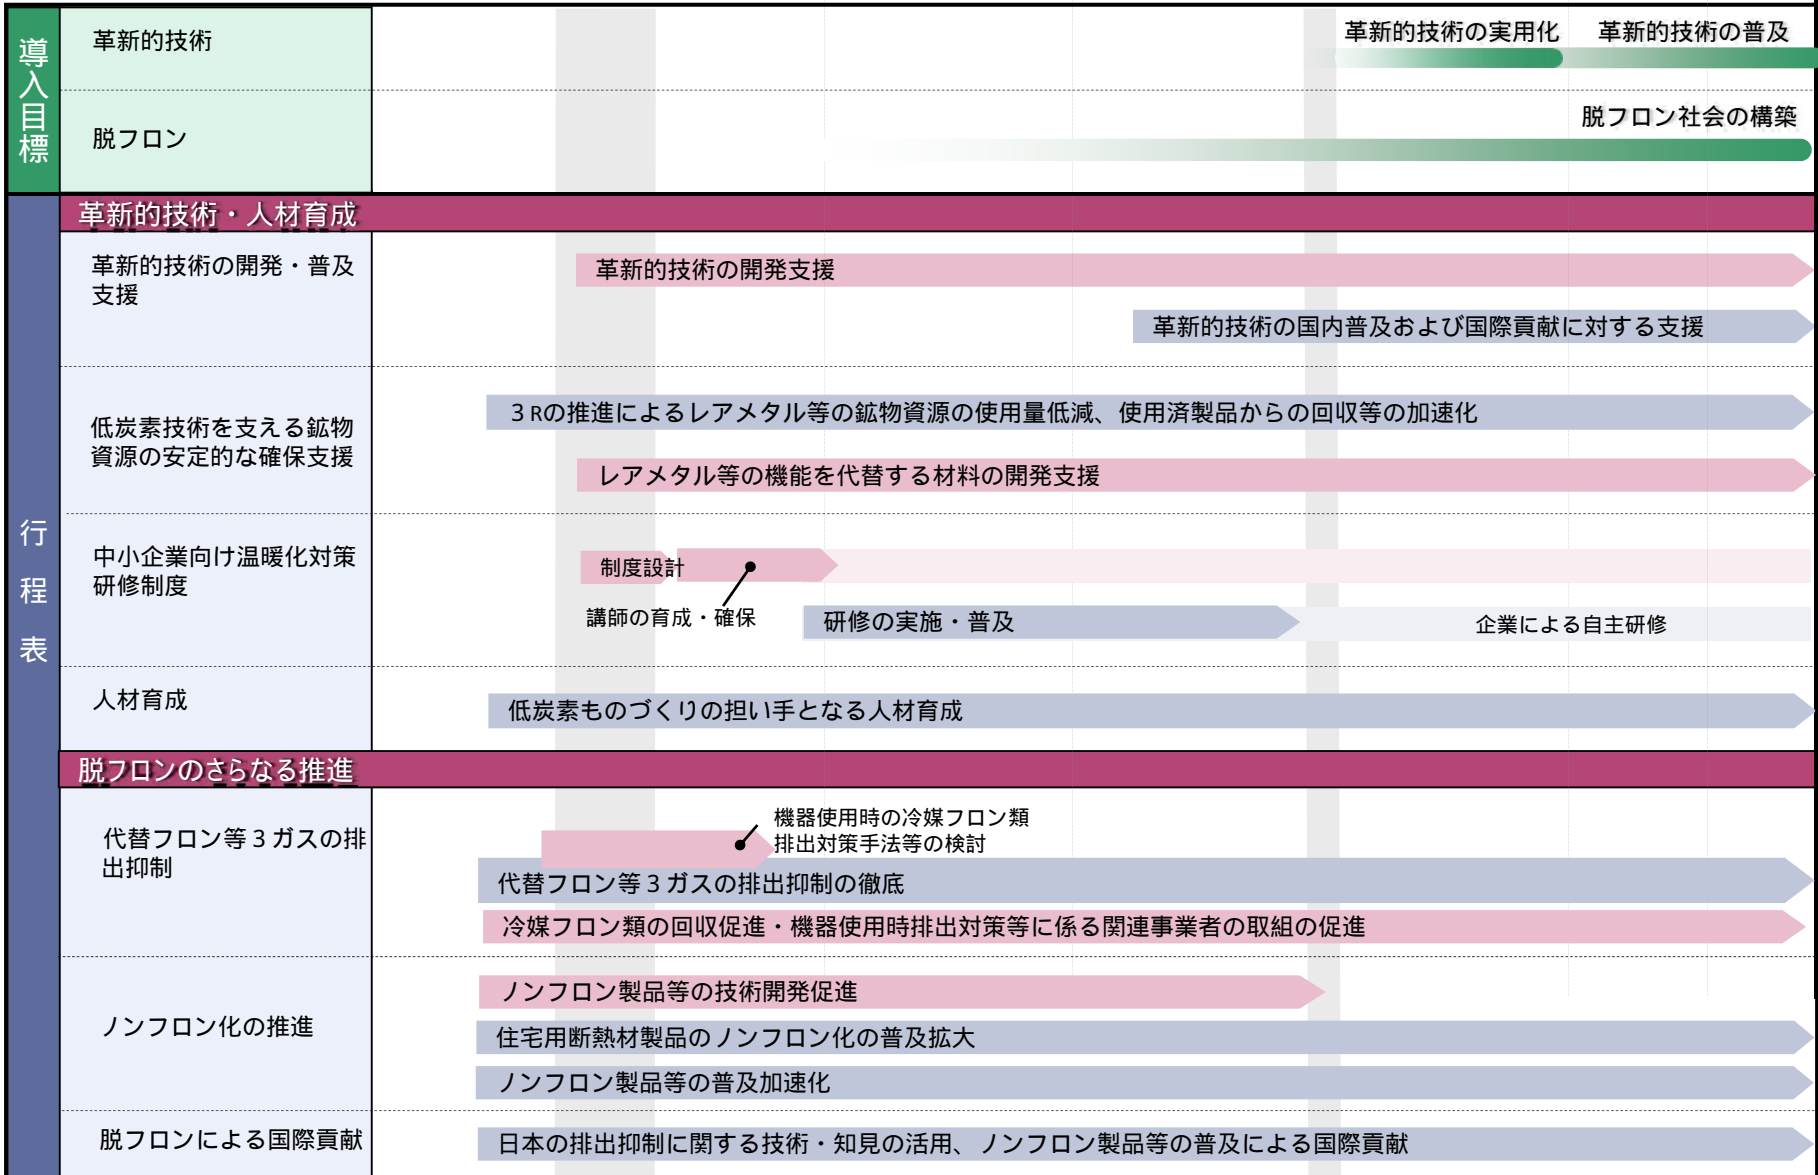 導入目標
革新的技術
革新的技術の実用化
革新的技術の普及
脱フロン
脱フロン社会の構築
行程表
革新的技術・人材育成
革新的技術の開発・普及
支援
革新的技術の開発支援
革新的技術の国内普及および国際貢献に対する支援
低炭素技術を支える鉱物
資源の安定的な確保支援
3Rの推進によるレアメタル等の鉱物資源の使用量低減、使用済製品からの回収等の加速化
レアメタル等の機能を代替する材料の開発支援
中小企業向け温暖化対策
研修制度
制度設計
講師の育成・確保
研修の実施・普及
企業による自主研修
人材育成
低炭素ものづくりの担い手となる人材育成
脱フロンのさらなる推進
代替フロン等3ガスの排
出抑制
機器使用時の冷媒フロン類
排出対策手法等の検討
代替フロン等3ガスの排出抑制の徹底
冷媒フロン類の回収促進・機器使用時排出対策等に係る関連事業者の取組の促進
ノンフロン化の推進
ノンフロン製品等の技術開発促進
住宅用断熱材製品のノンフロン化の普及拡大
ノンフロン製品等の普及加速化
脱フロンによる国際貢献
日本の排出抑制に関する技術・知見の活用、ノンフロン製品等の普及による国際貢献